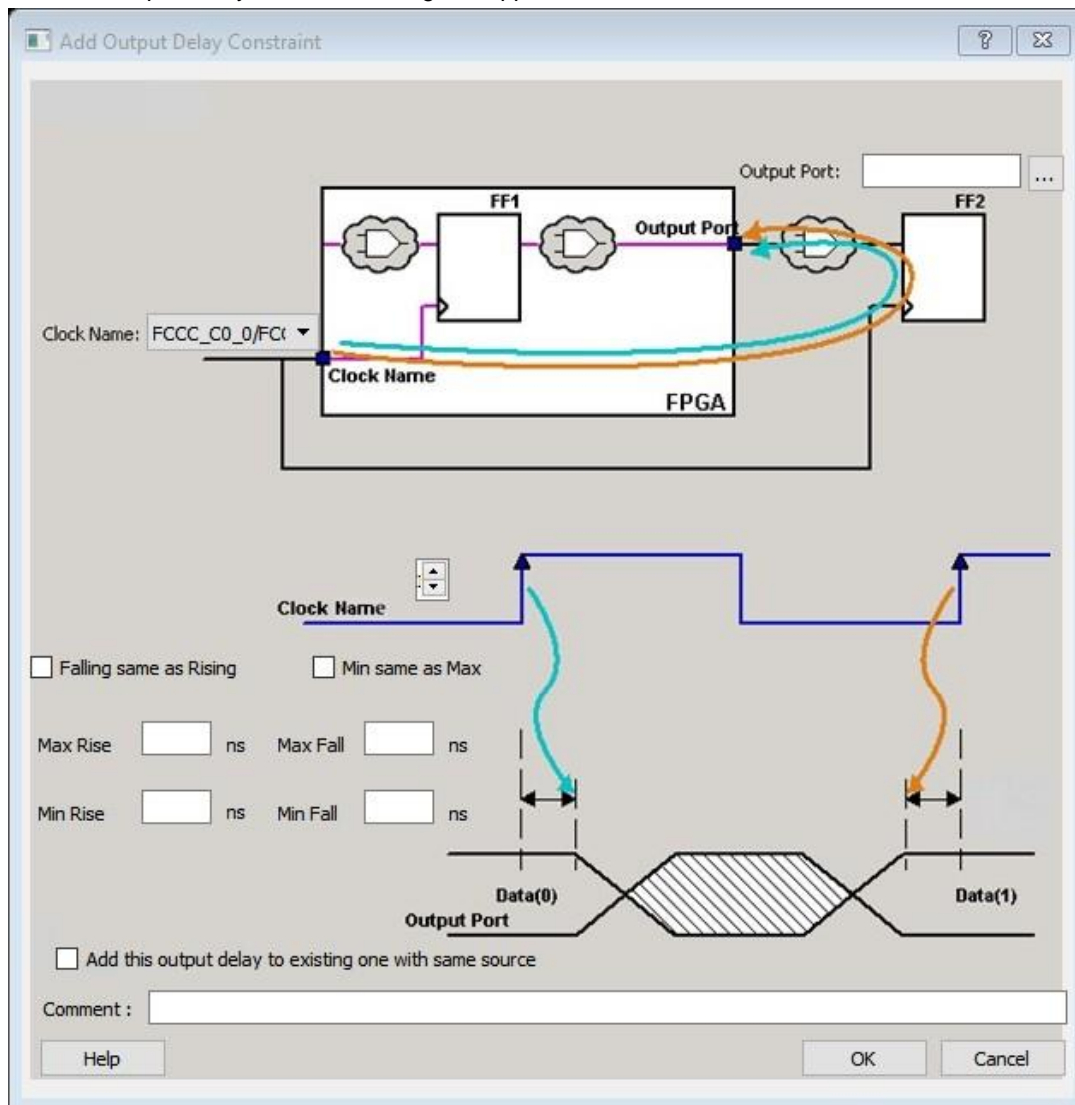 Add Output Delay Constraint
Output Port:
...
FF1
FF2
Output Port
Clock Name: FCCC_C0_0/FC
Clock Name
FPGA
Clock Name
Falling same as Rising
Min same as Max
Max Rise ns Max Fall ns
Min Rise ns Min Fall ns
Data(0)
Data(1)
Output Port
Add this output delay to existing one with same source
Comment :
Help
OK
Cancel